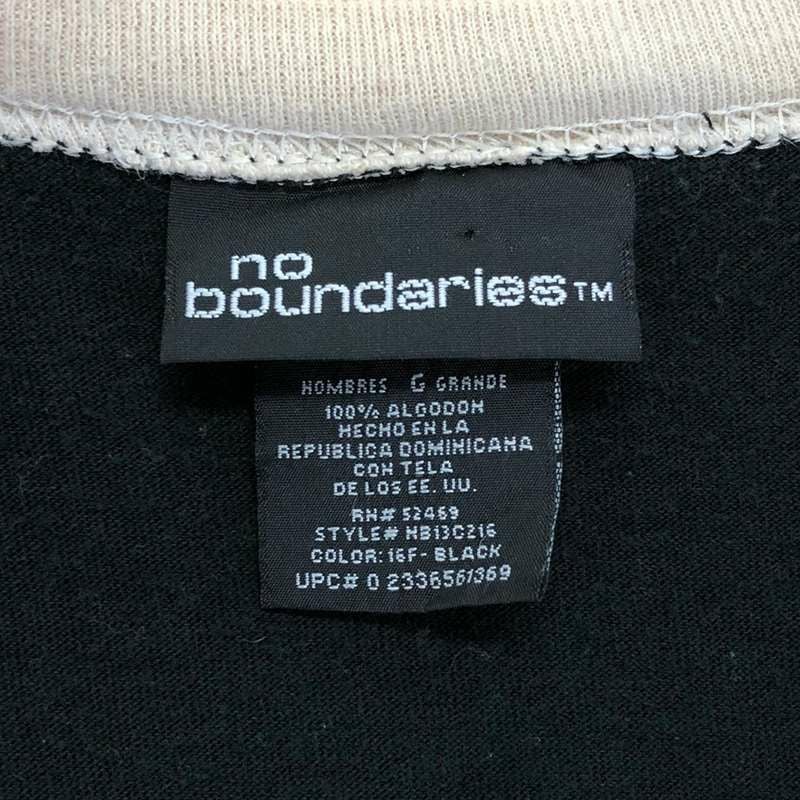 no
boundaries™
HOMBRES G GRANDE
100% ALGODON
HECHO EN LA
REPUBLICA DOMINICANA
CON TELA
DE LOS EE. UU.
RN# 52469
STYLE# NB13C216
COLOR: 16F- BLACK
UPC# 0 2336561369